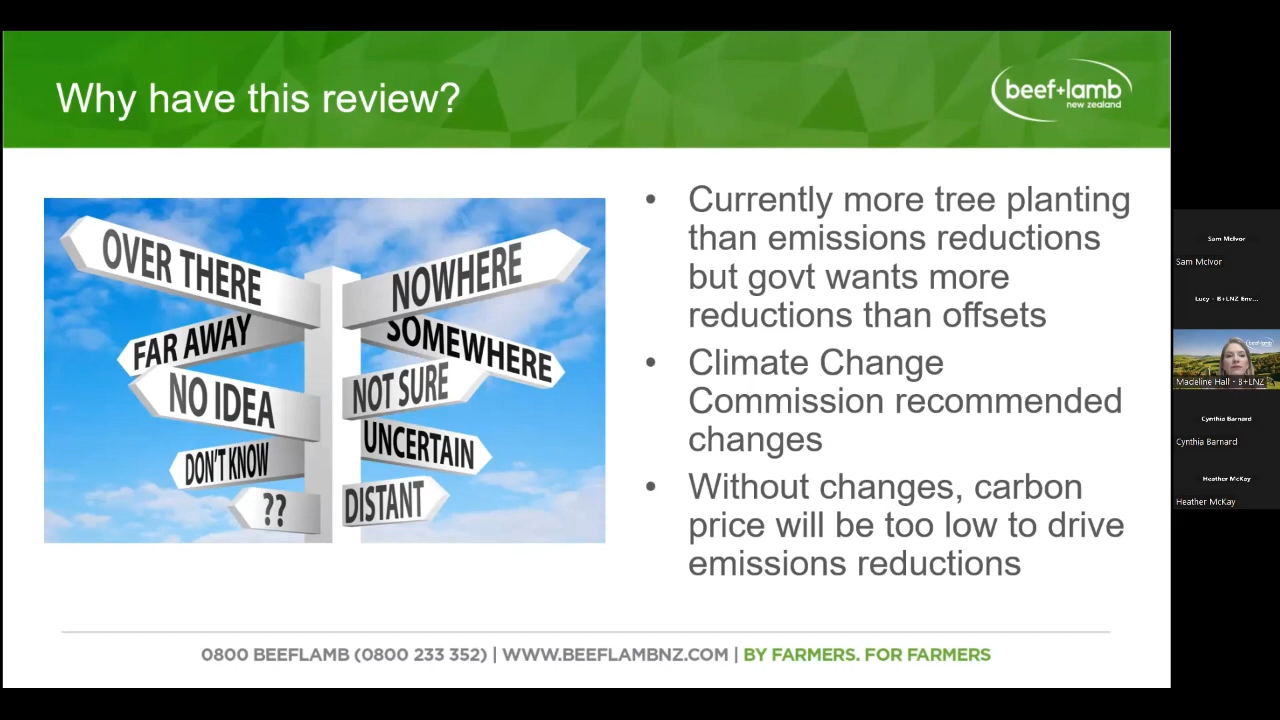 Why have this review?
beef+lamb
new zealand
OVER THERE
NOWHERE
FAR AWAY
SOMEWHERE
NO IDEA
NOT SURE
DON'T KNOW
UNCERTAIN
??
DISTANT
• Currently more tree planting
than emissions reductions
but govt wants more
reductions than offsets
• Climate Change
Commission recommended
changes
• Without changes, carbon
price will be too low to drive
emissions reductions
0800 BEEFLAMB (0800 233 352) | WWW.BEEFLAMBNZ.COM | BY FARMERS. FOR FARMERS
Sam McIvor
Sam McIvor
Lucy - B+LNZ Env...
beef+lamb
Madeline Hall - B+LNZ
Cynthia Barnard
Cynthia Barnard
Heather McKay
Heather McKay